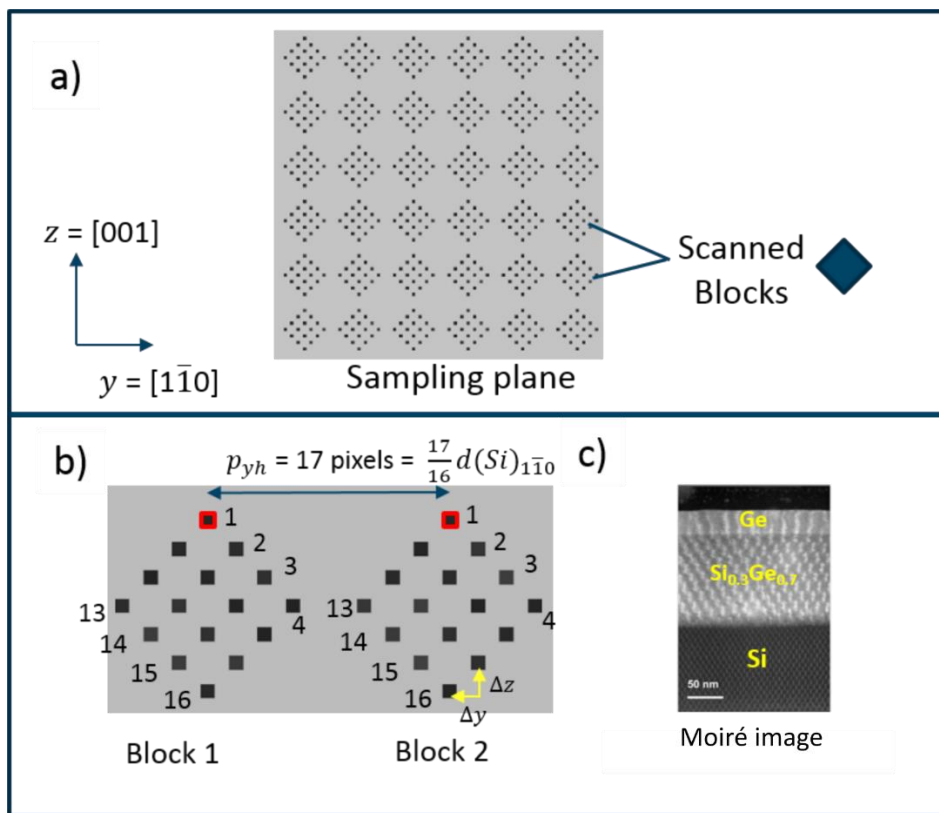 a)
z = [001]
y = [11̄0]
Sampling plane
Scanned
Blocks
b)
p_yh = 17 pixels = 17/16 d(Si)_11̄0
1
2
3
13
4
14
15
16
1
2
3
13
4
14
15
16
Δz
Δy
Block 1
Block 2
c)
Ge
Si₀.₃Ge₀.₇
Si
50 nm
Moiré image